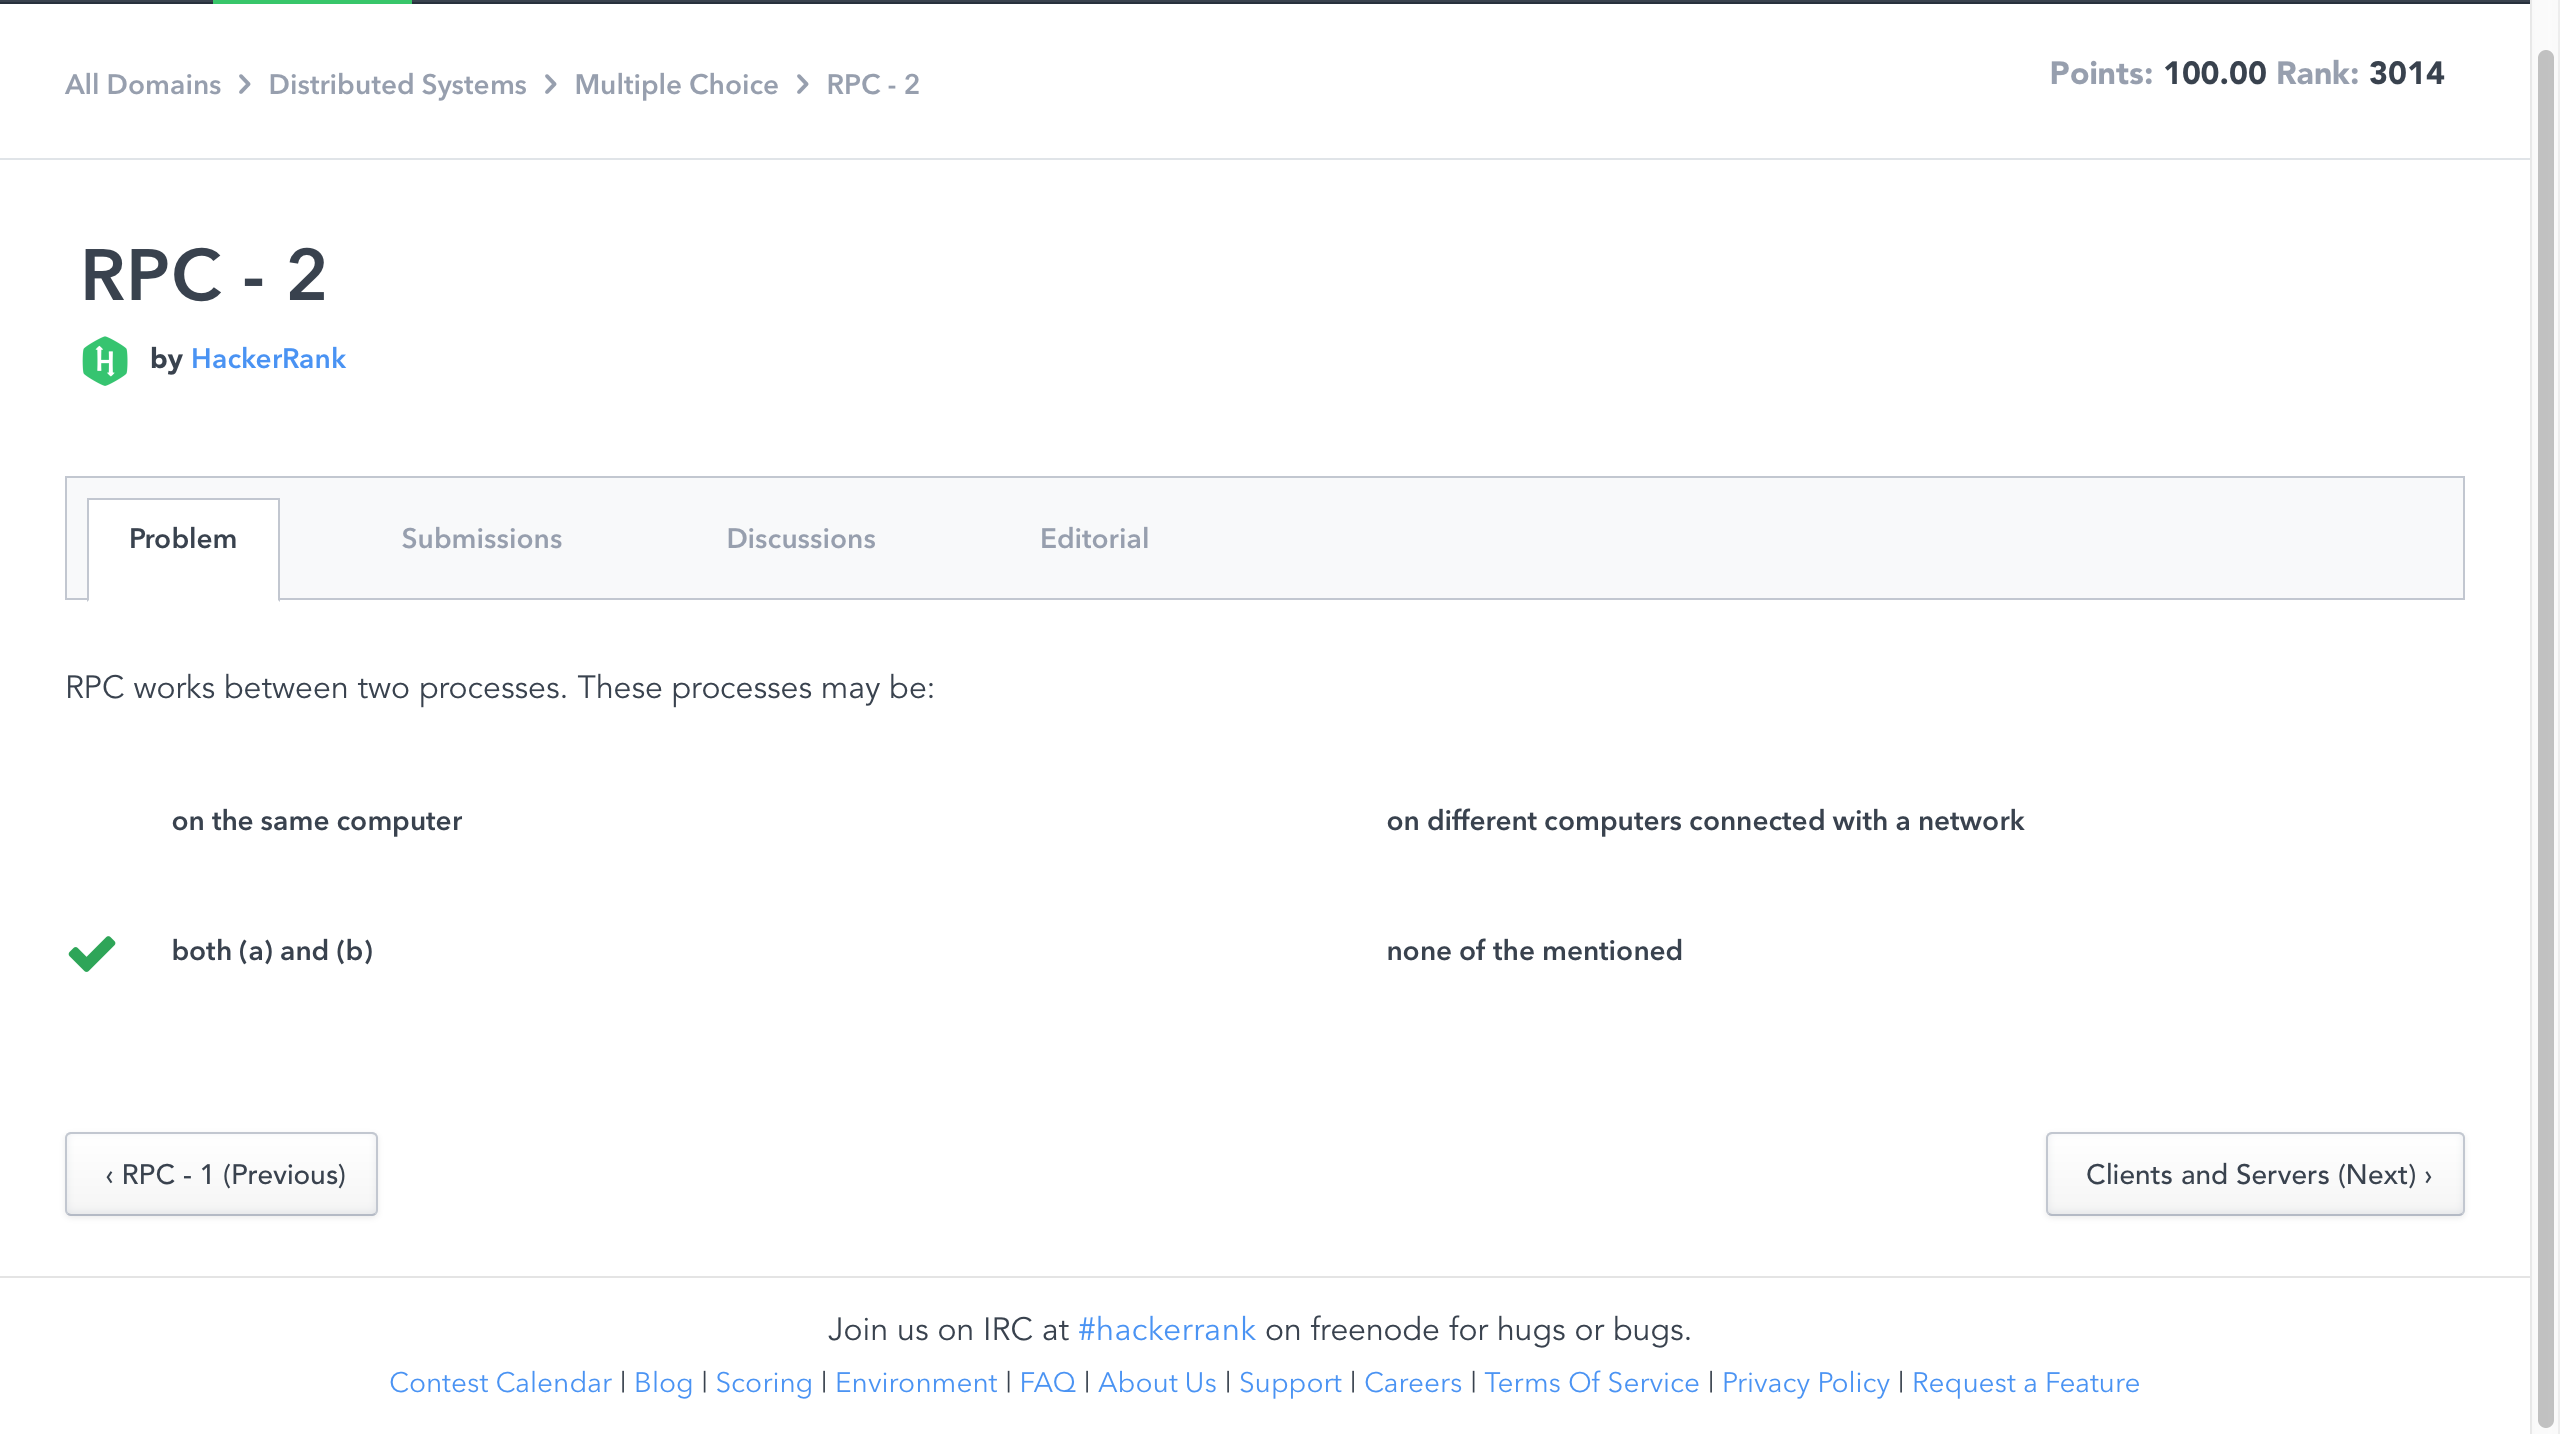 All Domains > Distributed Systems > Multiple Choice > RPC - 2
Points: 100.00 Rank: 3014
RPC - 2
by HackerRank
Problem Submissions Discussions Editorial
RPC works between two processes. These processes may be:
on the same computer
on different computers connected with a network
both (a) and (b)
none of the mentioned
‹ RPC - 1 (Previous)
Clients and Servers (Next) ›
Join us on IRC at #hackerrank on freenode for hugs or bugs.
Contest Calendar | Blog | Scoring | Environment | FAQ | About Us | Support | Careers | Terms Of Service | Privacy Policy | Request a Feature